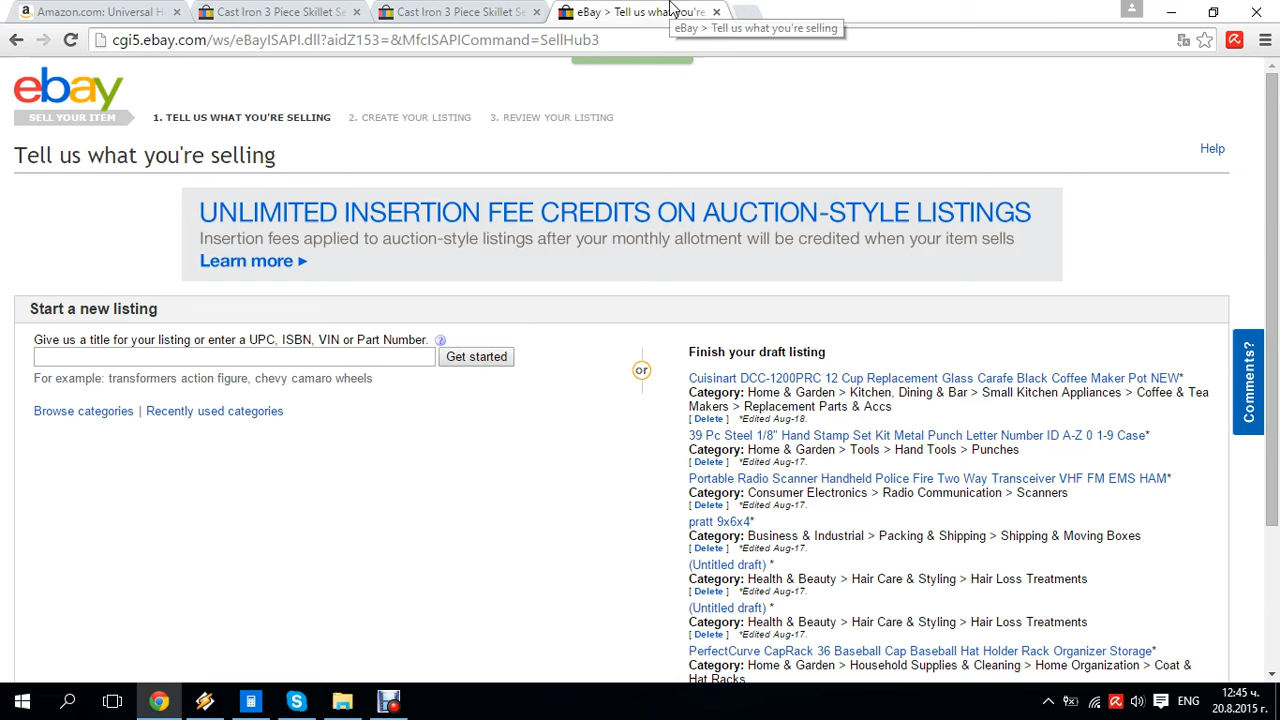 Amazon.com: Universal H
Cast Iron 3 Piece Skillet Se
Cast Iron 3 Piece Skillet Se
eBay > Tell us what you're
eBay > Tell us what you're selling
cgi5.ebay.com/ws/eBayISAPI.dll?aidZ153=&MfcISAPICommand=SellHub3
ebay
SELL YOUR ITEM
1. TELL US WHAT YOU'RE SELLING
2. CREATE YOUR LISTING
3. REVIEW YOUR LISTING
Tell us what you're selling
Help
UNLIMITED INSERTION FEE CREDITS ON AUCTION-STYLE LISTINGS
Insertion fees applied to auction-style listings after your monthly allotment will be credited when your item sells
Learn more ►
Start a new listing
Give us a title for your listing or enter a UPC, ISBN, VIN or Part Number. ?
Get started
For example: transformers action figure, chevy camaro wheels
Browse categories | Recently used categories
or
Finish your draft listing
Cuisinart DCC-1200PRC 12 Cup Replacement Glass Carafe Black Coffee Maker Pot NEW*
Category: Home & Garden > Kitchen, Dining & Bar > Small Kitchen Appliances > Coffee & Tea
Makers > Replacement Parts & Accs
[ Delete ] *Edited Aug-18.
39 Pc Steel 1/8" Hand Stamp Set Kit Metal Punch Letter Number ID A-Z 0 1-9 Case*
Category: Home & Garden > Tools > Hand Tools > Punches
[ Delete ] *Edited Aug-17.
Portable Radio Scanner Handheld Police Fire Two Way Transceiver VHF FM EMS HAM*
Category: Consumer Electronics > Radio Communication > Scanners
[ Delete ] *Edited Aug-17.
pratt 9x6x4*
Category: Business & Industrial > Packing & Shipping > Shipping & Moving Boxes
[ Delete ] *Edited Aug-17.
(Untitled draft) *
Category: Health & Beauty > Hair Care & Styling > Hair Loss Treatments
[ Delete ] *Edited Aug-17.
(Untitled draft) *
Category: Health & Beauty > Hair Care & Styling > Hair Loss Treatments
[ Delete ] *Edited Aug-17.
PerfectCurve CapRack 36 Baseball Cap Baseball Hat Holder Rack Organizer Storage*
Category: Home & Garden > Household Supplies & Cleaning > Home Organization > Coat &
Hat Racks
Comments?
ENG
12:45 ч.
20.8.2015 г.